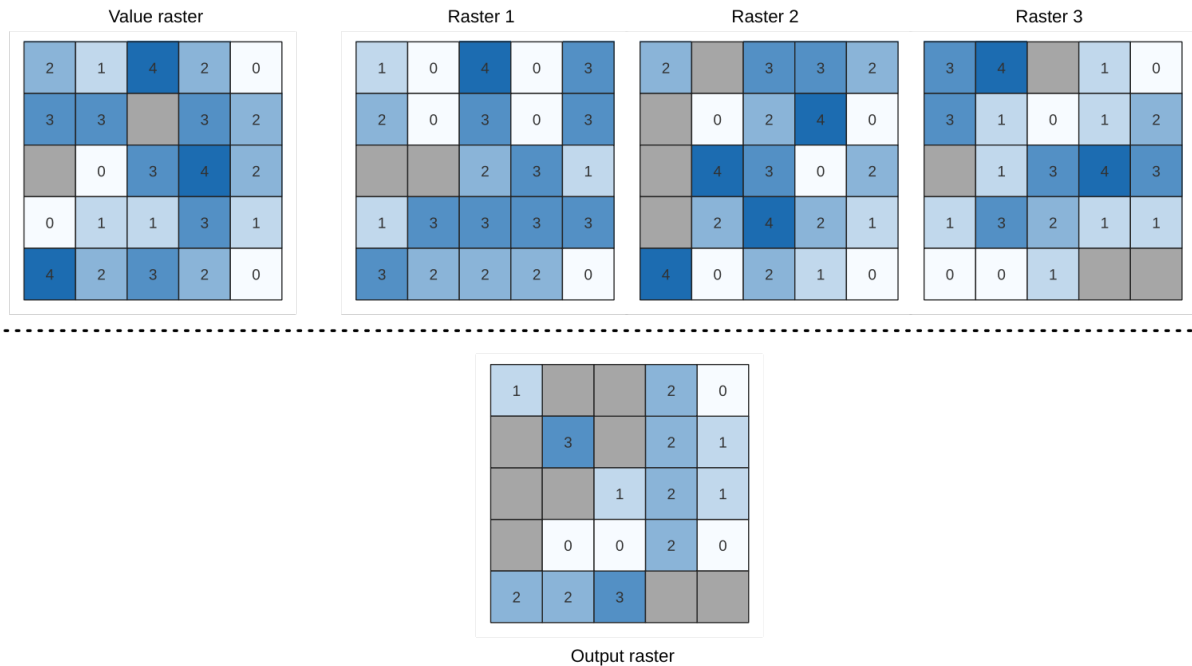 Value raster Raster 1 Raster 2 Raster 3
2 1 4 2 0 1 0 4 0 3 2 3 3 2 3 4 1 0
3 3 3 2 2 0 3 0 3 0 2 4 0 3 1 0 1 2
0 3 4 2 2 3 1 4 3 0 2 1 3 4 3
0 1 1 3 1 1 3 3 3 3 2 4 2 1 1 3 2 1 1
4 2 3 2 0 3 2 2 2 0 4 0 2 1 0 0 0 1
1 2 0
3 2 1
1 2 1
0 0 2 0
2 2 3
Output raster